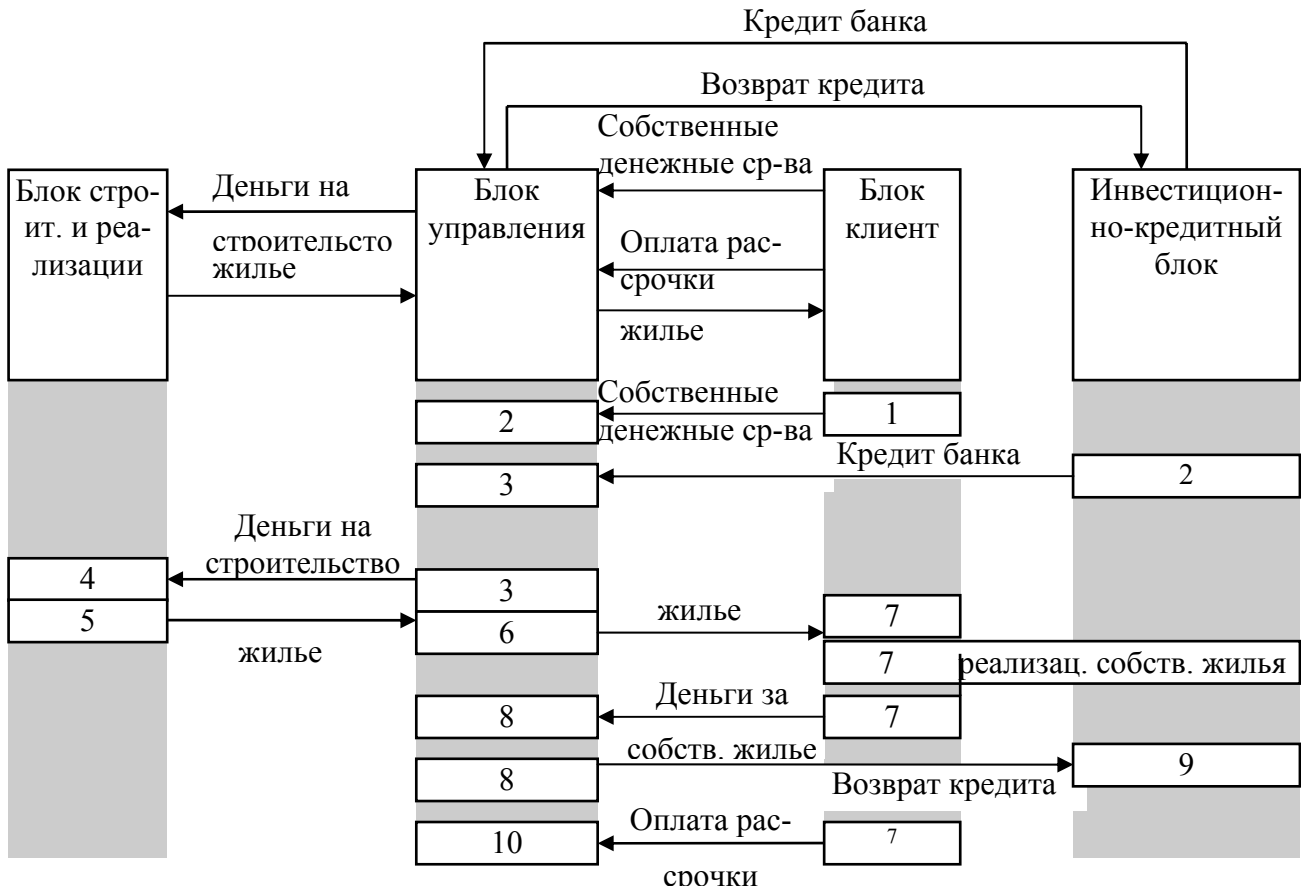 Кредит банка
Возврат кредита
Собственные
денежные ср-ва
Блок стро-
ит. и реа-
лизации
Деньги на
строительсто
жилье
Блок
управления
Оплата рас-
срочки
жилье
Блок
клиент
Инвестицион-
но-кредитный
блок
Собственные
денежные ср-ва
2
1
Кредит банка
3
2
Деньги на
строительство
4
3
5
6
жилье
жилье
7
7
реализац. собств. жилья
8
Деньги за
собств. жилье
7
8
Возврат кредита
9
10
Оплата рас-
срочки
7